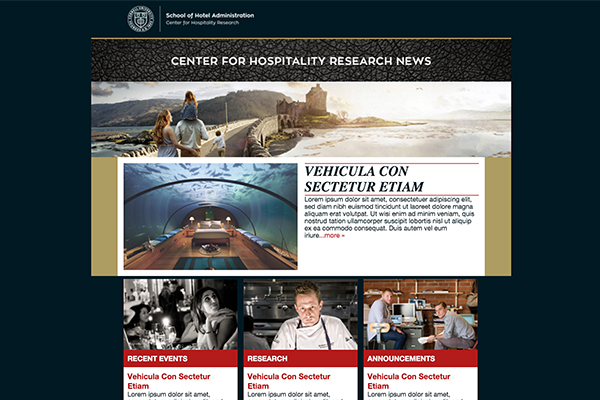 School of Hotel Administration
Center for Hospitality Research
CENTER FOR HOSPITALITY RESEARCH NEWS
VEHICULA CON
SECTETUR ETIAM
Lorem ipsum dolor sit amet, consectetuer adipiscing elit,
sed diam nibh euismod tincidunt ut laoreet dolore magna
aliquam erat volutpat. Ut wisi enim ad minim veniam, quis
nostrud tation ullamcorper suscipit lobortis nisl ut aliquip
ex ea commodo consequat. Duis autem vel eum
iriure...more »
RECENT EVENTS
Vehicula Con Sectetur
Etiam
Lorem ipsum dolor sit amet,
RESEARCH
Vehicula Con Sectetur
Etiam
Lorem ipsum dolor sit amet,
ANNOUNCEMENTS
Vehicula Con Sectetur
Etiam
Lorem ipsum dolor sit amet,